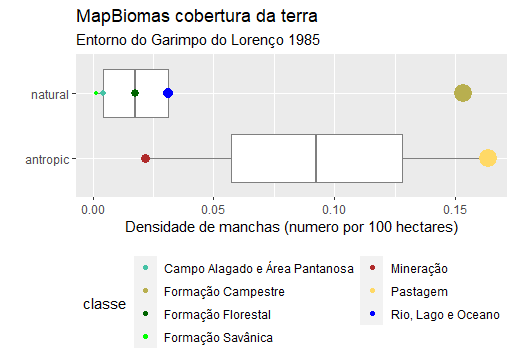 MapBiomas cobertura da terra
Entorno do Garimpo do Lorenço 1985
natural
antropic
0.00 0.05 0.10 0.15
Densidade de manchas (numero por 100 hectares)
classe
Campo Alagado e Área Pantanosa
Formação Campestre
Formação Florestal
Formação Savânica
Mineração
Pastagem
Rio, Lago e Oceano